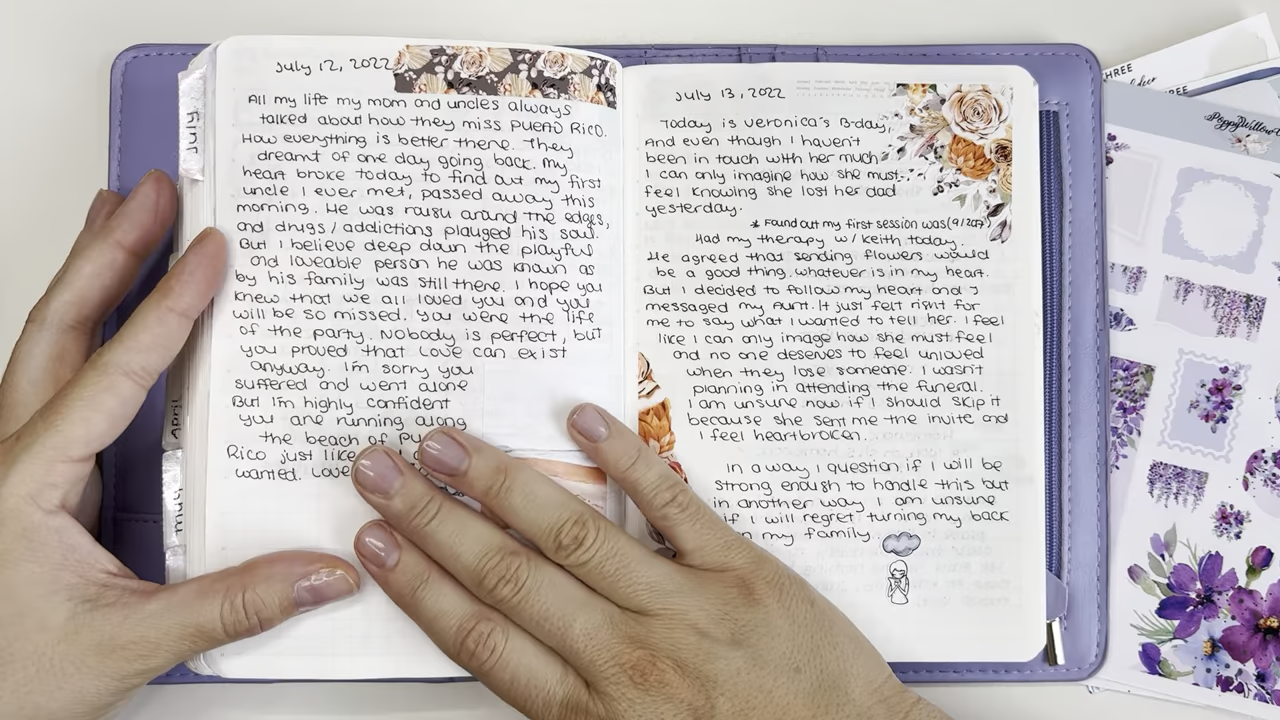 July 12, 2022
All my life my mom and uncles always
talked about how they miss Pueno Rico.
How everything is better there. They
dreamt of one day going back. My
heart broke today to find out my first
uncle I ever met, passed away this
morning. He was raisu around the edges,
and drugs/addictions plauged his soul.
But I believe deep down the playful
and loveable person he was known as
by his family was still there. I hope you
knew that we all loved you and you
will be so missed. You were the life
of the party. Nobody is perfect, but
you proved that love can exist
anyway. I'm sorry you
suffered and went alone
But I'm highly confident
you are running along
the beach of Pu
Rico just like
wanted. Love
July
April
July 13, 2022
Today is Veronica's B-day,
And even though I haven't
been in touch with her much
I can only imagine how she must
feel knowing she lost her dad
yesterday.
* Found out my first session was (9/20?)
Had my therapy w/ Keith today.
He agreed that sending flowers would
be a good thing whatever is in my heart.
But I decided to follow my heart and I
messaged my tití. It just felt right for
me to say what I wanted to tell her. I feel
like I can only image how she must feel
and no one deserves to feel unloved
when they lose someone. I wasn't
planning in attending the funeral.
I am unsure now if I should skip it
because she sent me the invite and
I feel heartbroken.
In a way I question if I will be
strong enough to handle this but
in another way I am unsure
if I will regret turning my back
n my family.
THREE
PoppyWillow